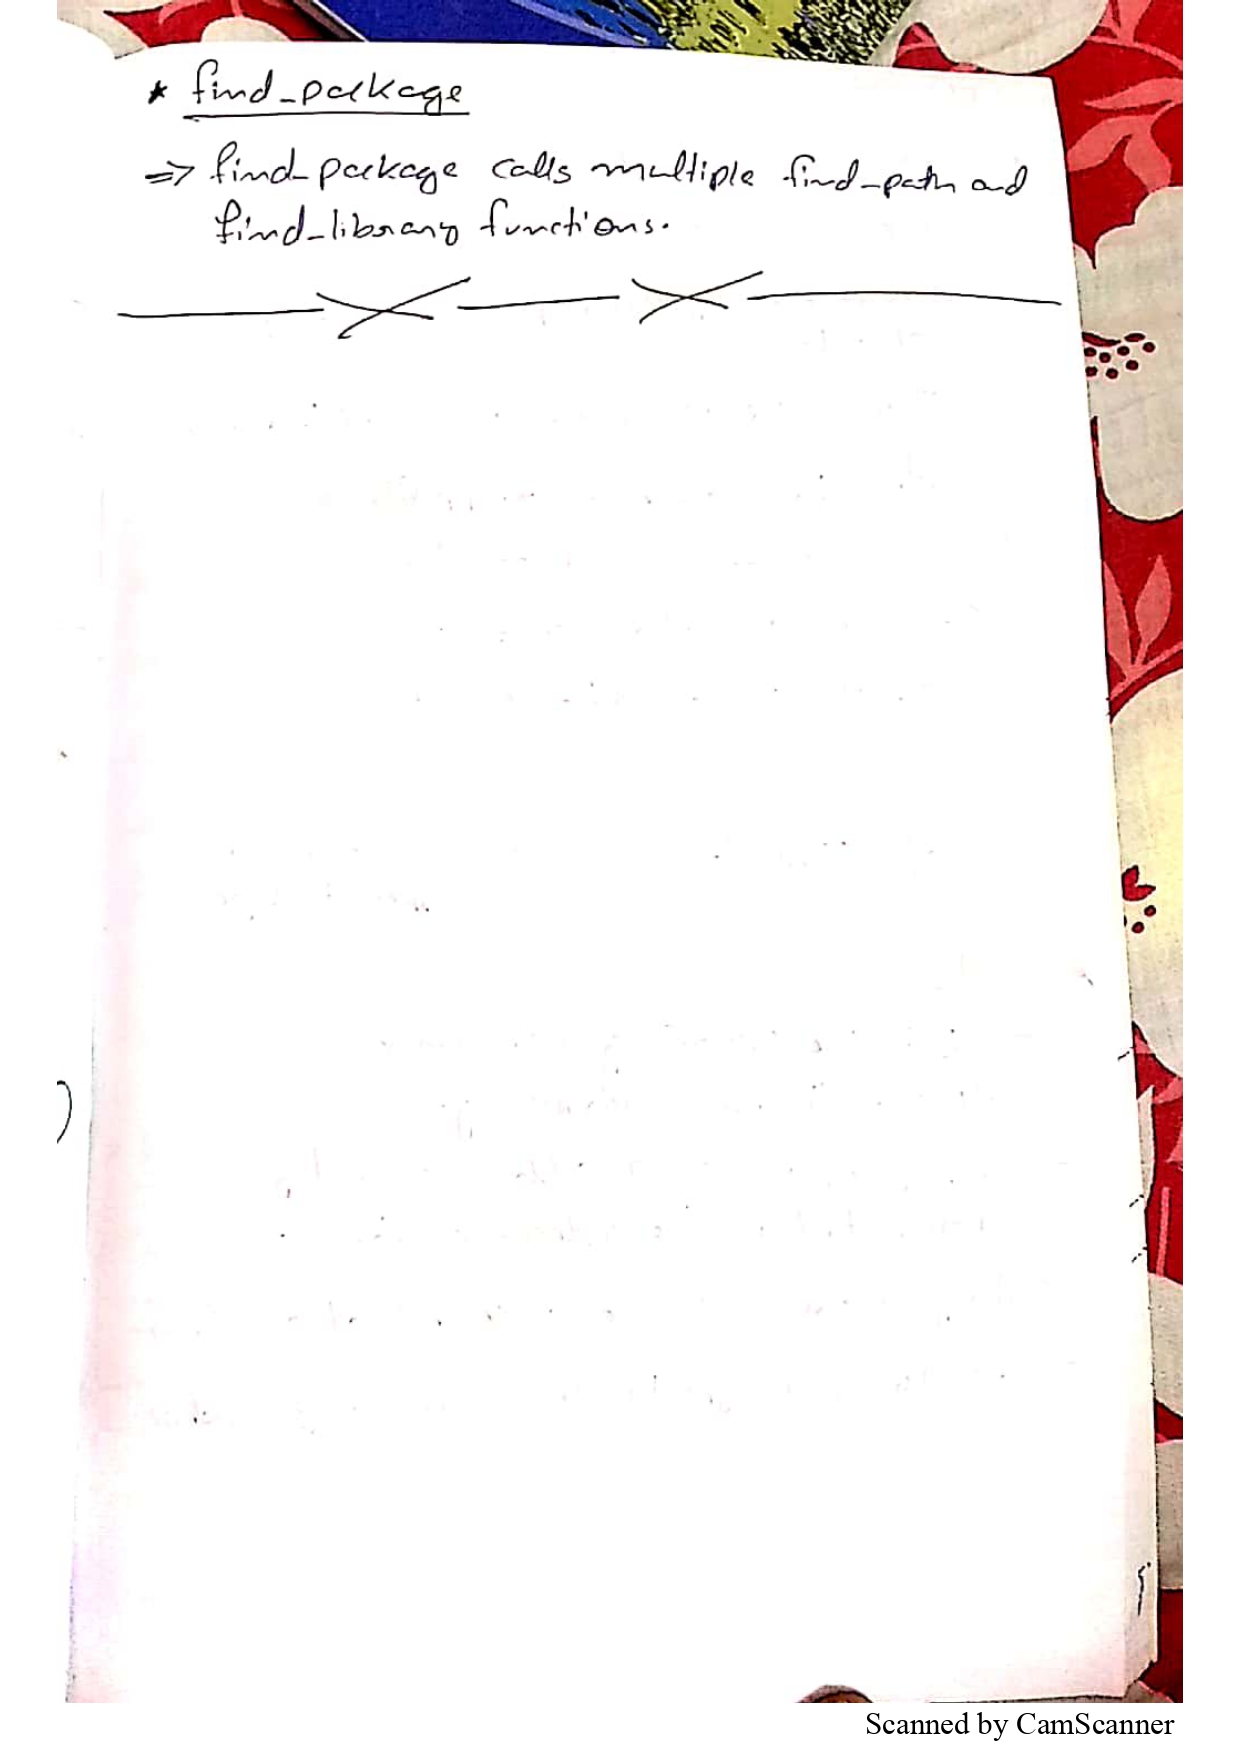 * find_package
=> find_package calls multiple find_path and
find_library functions.
Scanned by CamScanner